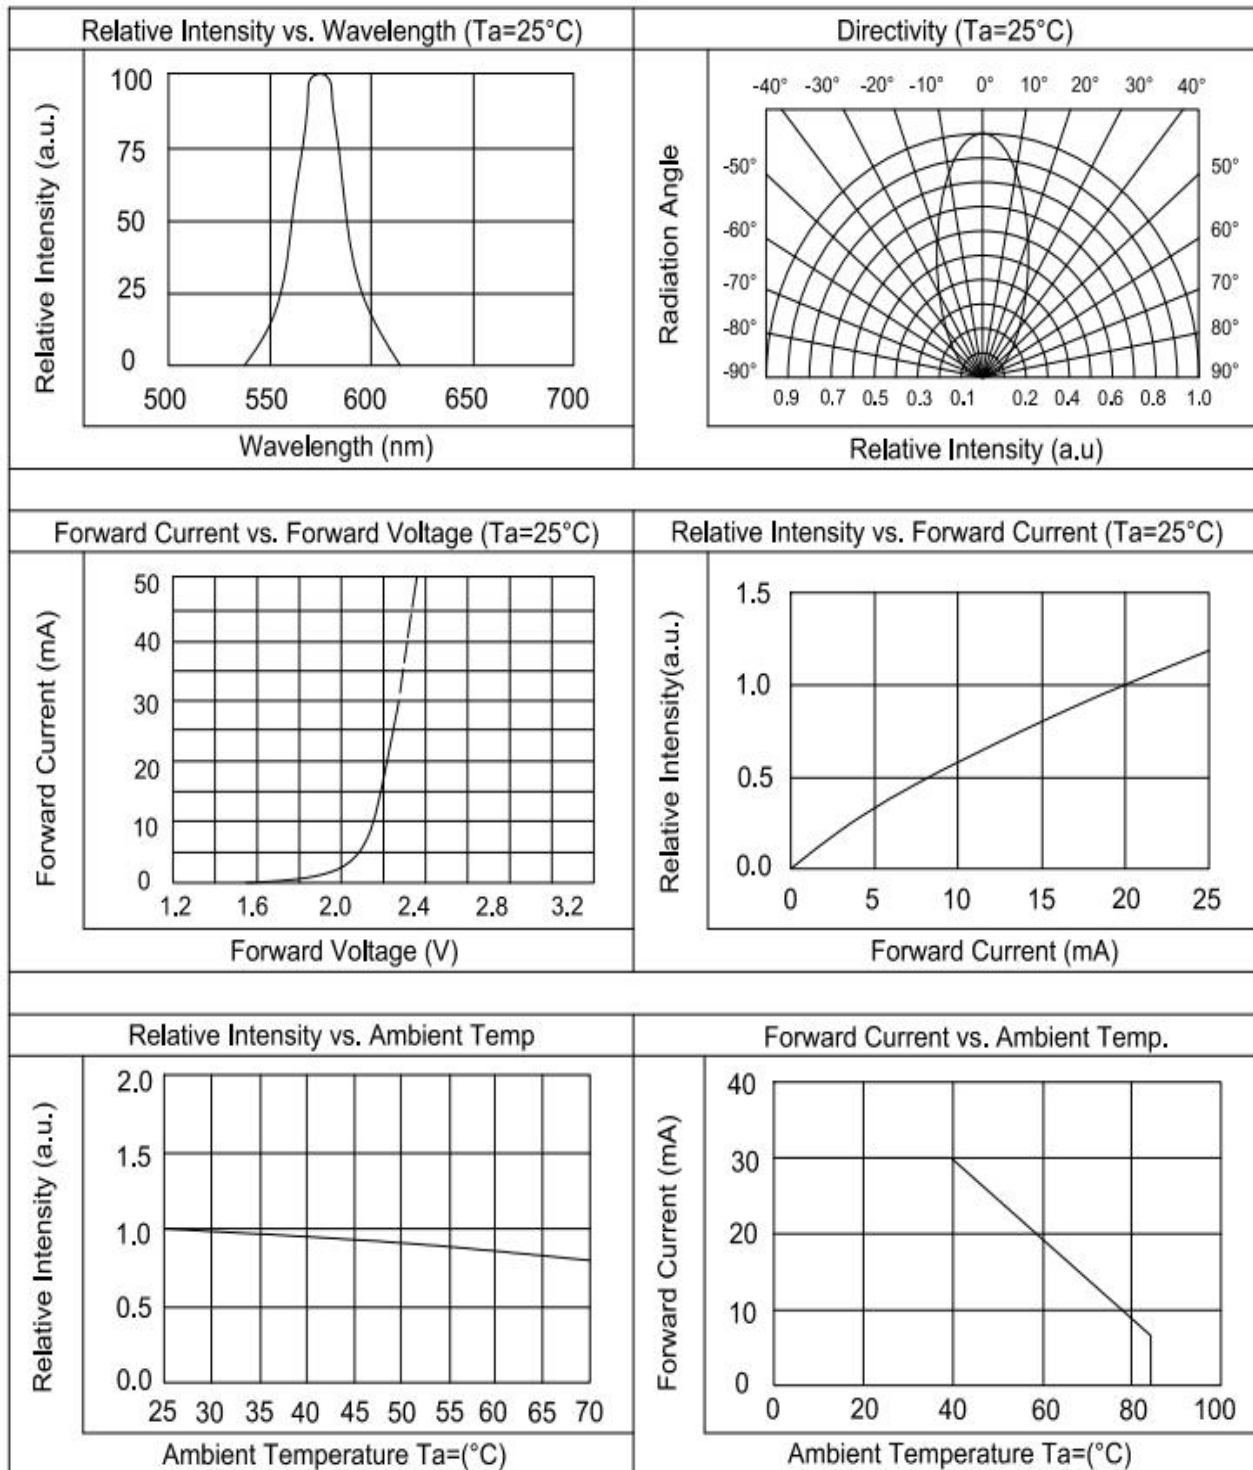 Relative Intensity vs. Wavelength (Ta=25°C)
Relative Intensity (a.u.)
100
75
50
25
0
500 550 600 650 700
Wavelength (nm)
Directivity (Ta=25°C)
Radiation Angle
-40° -30° -20° -10° 0° 10° 20° 30° 40°
-50° 50°
-60° 60°
-70° 70°
-80° 80°
-90° 90°
0.9 0.7 0.5 0.3 0.1 0.2 0.4 0.6 0.8 1.0
Relative Intensity (a.u)
Forward Current vs. Forward Voltage (Ta=25°C)
Forward Current (mA)
50
40
30
20
10
0
1.2 1.6 2.0 2.4 2.8 3.2
Forward Voltage (V)
Relative Intensity vs. Forward Current (Ta=25°C)
Relative Intensity(a.u.)
1.5
1.0
0.5
0.0
0 5 10 15 20 25
Forward Current (mA)
Relative Intensity vs. Ambient Temp
Relative Intensity (a.u.)
2.0
1.5
1.0
0.5
0.0
25 30 35 40 45 50 55 60 65 70
Ambient Temperature Ta=(°C)
Forward Current vs. Ambient Temp.
Forward Current (mA)
40
30
20
10
0
0 20 40 60 80 100
Ambient Temperature Ta=(°C)